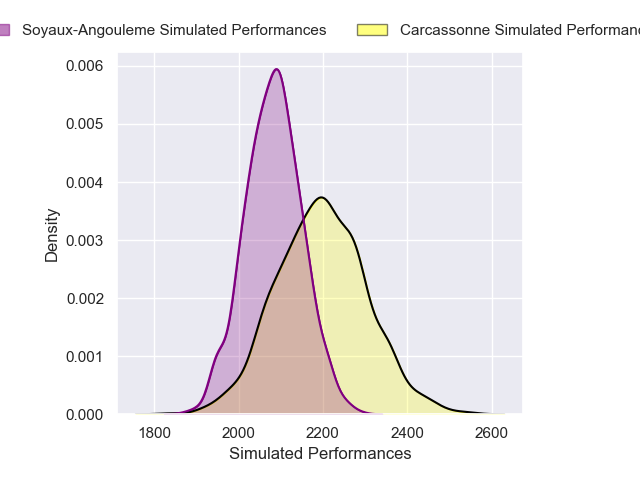 Soyaux-Angouleme Simulated Performances
Carcassonne Simulated
0.006
0.005
0.004
0.003
0.002
0.001
0.000
Density
1800 2000 2200 2400 2600
Simulated Performances